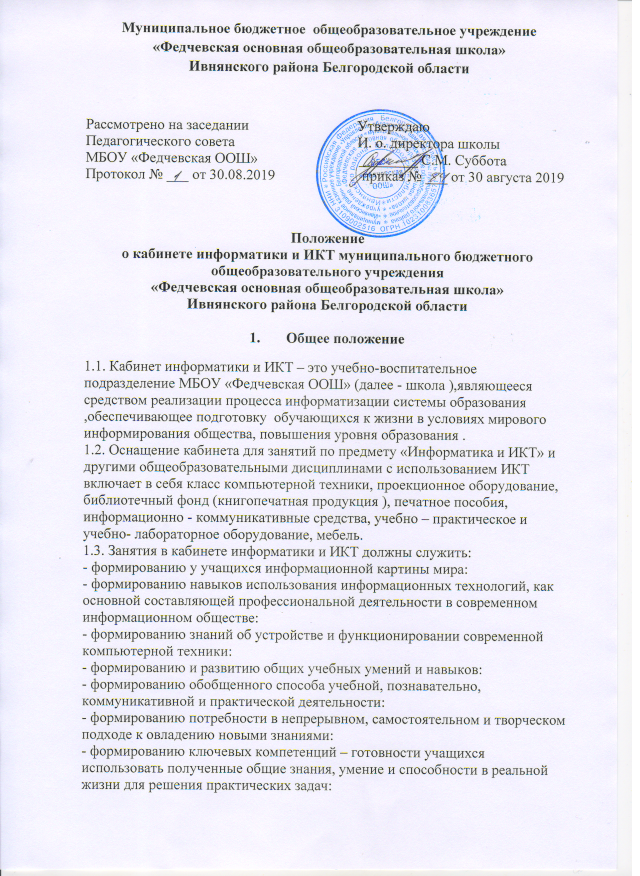 Муниципальное бюджетное общеобразовательное учреждение
«Федчевская основная общеобразовательная школа»
Ивнянского района Белгородской области
Рассмотрено на заседании
Педагогического совета
МБОУ «Федчевская ООШ»
Протокол № 1 от 30.08.2019
Утверждаю
И. о. директора школы
С.М. Суббота
приказ № от 30 августа 2019
Положение
о кабинете информатики и ИКТ муниципального бюджетного
общеобразовательного учреждения
«Федчевская основная общеобразовательная школа»
Ивнянского района Белгородской области
1. Общее положение
1.1. Кабинет информатики и ИКТ – это учебно-воспитательное
подразделение МБОУ «Федчевская ООШ» (далее - школа ),являющееся
средством реализации процесса информатизации системы образования
,обеспечивающее подготовку обучающихся к жизни в условиях мирового
информирования общества, повышения уровня образования .
1.2. Оснащение кабинета для занятий по предмету «Информатика и ИКТ» и
другими общеобразовательными дисциплинами с использованием ИКТ
включает в себя класс компьютерной техники, проекционное оборудование,
библиотечный фонд (книгопечатная продукция ), печатное пособия,
информационно - коммуникативные средства, учебно – практическое и
учебно- лабораторное оборудование, мебель.
1.3. Занятия в кабинете информатики и ИКТ должны служить:
- формированию у учащихся информационной картины мира:
- формированию навыков использования информационных технологий, как
основной составляющей профессиональной деятельности в современном
информационном обществе:
- формированию знаний об устройстве и функционировании современной
компьютерной техники:
- формированию и развитию общих учебных умений и навыков:
- формированию обобщенного способа учебной, познавательно,
коммуникативной и практической деятельности:
- формированию потребности в непрерывном, самостоятельном и творческом
подходе к овладению новыми знаниями:
- формированию ключевых компетенций – готовности учащихся
использовать полученные общие знания, умение и способности в реальной
жизни для решения практических задач: